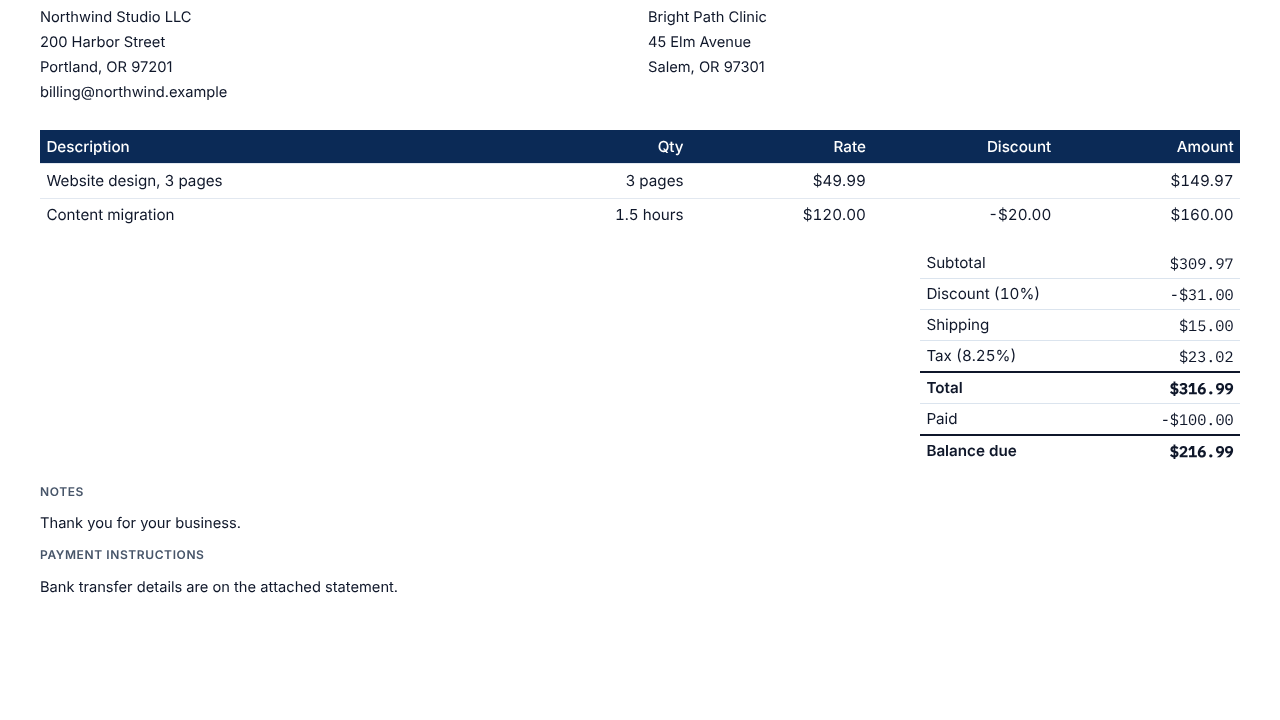 Northwind Studio LLC
200 Harbor Street
Portland, OR 97201
billing@northwind.example
Bright Path Clinic
45 Elm Avenue
Salem, OR 97301
Description Qty Rate Discount Amount
Website design, 3 pages 3 pages $49.99 $149.97
Content migration 1.5 hours $120.00 -$20.00 $160.00
Subtotal $309.97
Discount (10%) -$31.00
Shipping $15.00
Tax (8.25%) $23.02
Total $316.99
Paid -$100.00
Balance due $216.99
NOTES
Thank you for your business.
PAYMENT INSTRUCTIONS
Bank transfer details are on the attached statement.